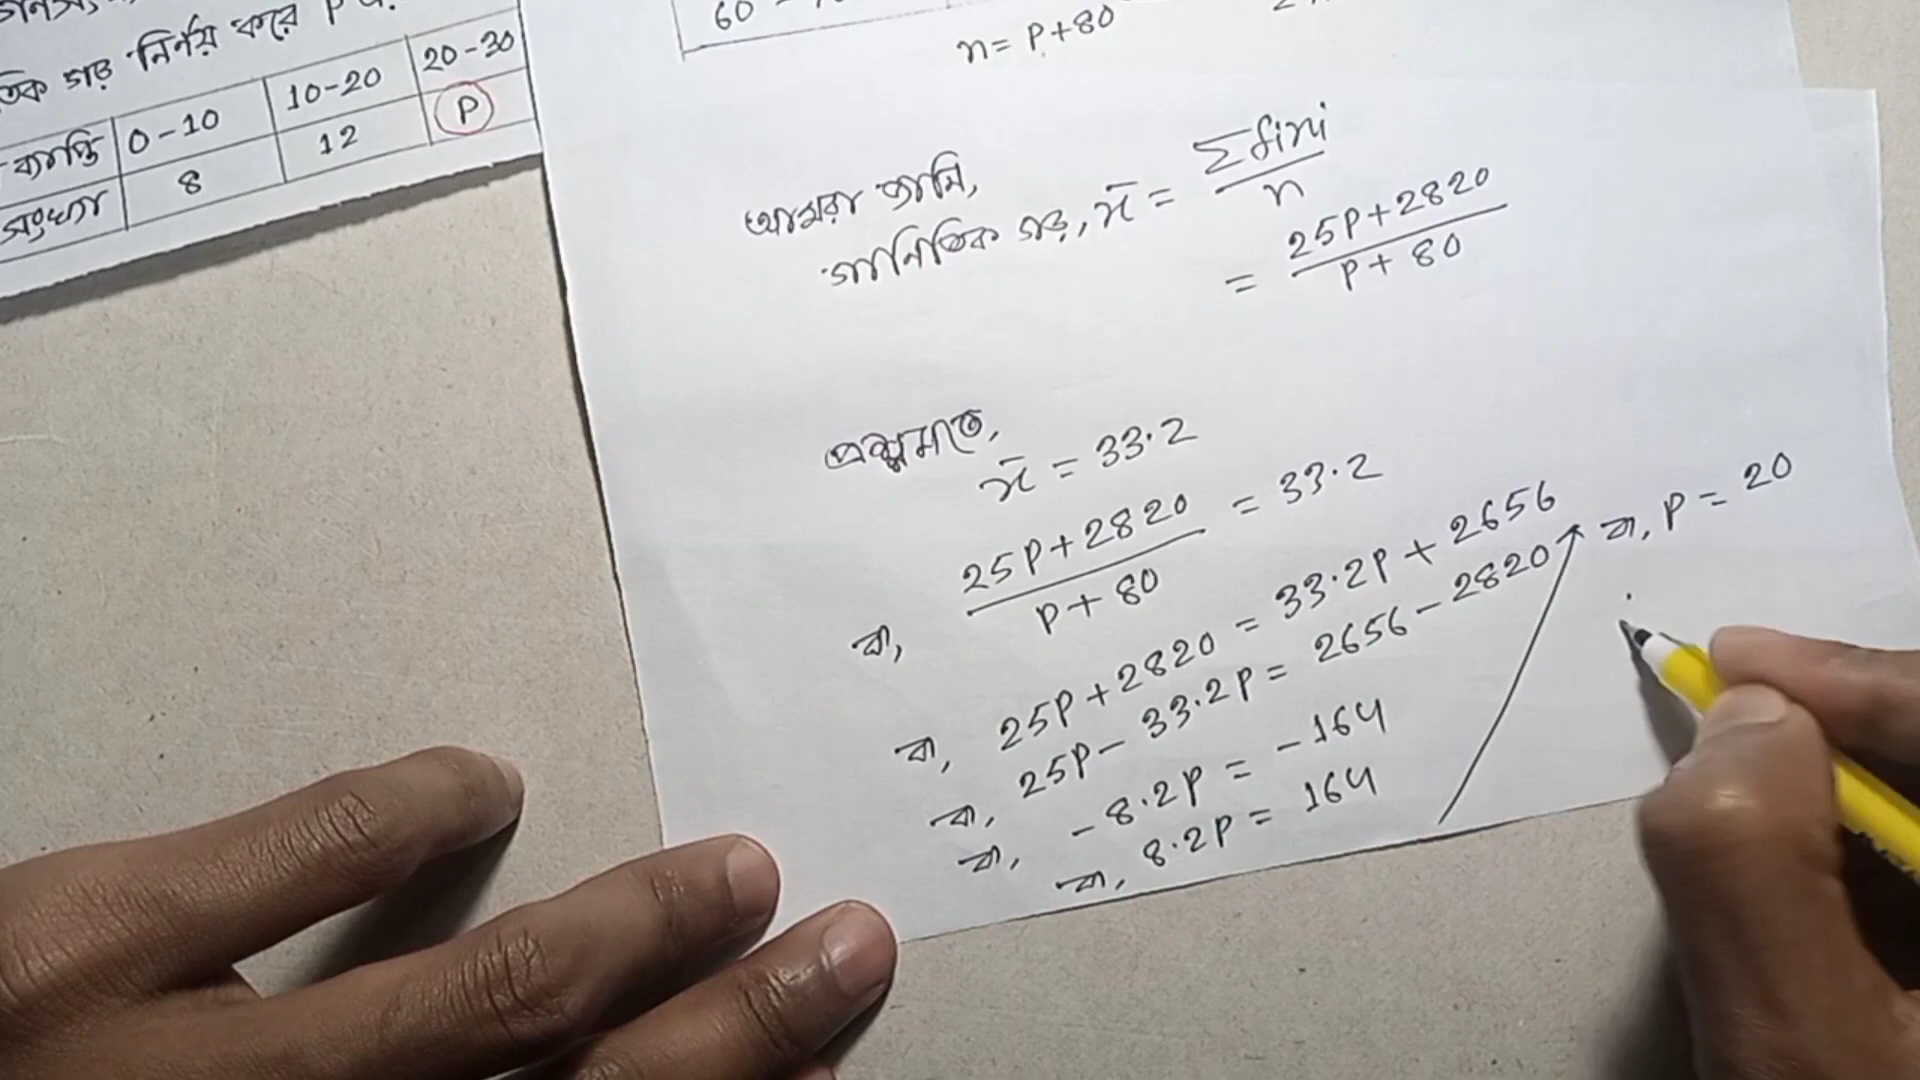 নির্ণয় করে P
ব্যাপ্তি 0-10 10-20 20-30
সংখ্যা 8 12 P
60 -
n = P+80
আমরা জানি,
গানিতিক গড়, x̄ = Σfixi / n
= 25P+2820 / P+80
প্রশ্নমতে,
x̄ = 33.2
বা, 25P+2820 / P+80 = 33.2
বা, 25P+2820 = 33.2P + 2656
বা, 25P - 33.2P = 2656 - 2820
বা, -8.2P = -164
বা, 8.2P = 164
বা, P = 20